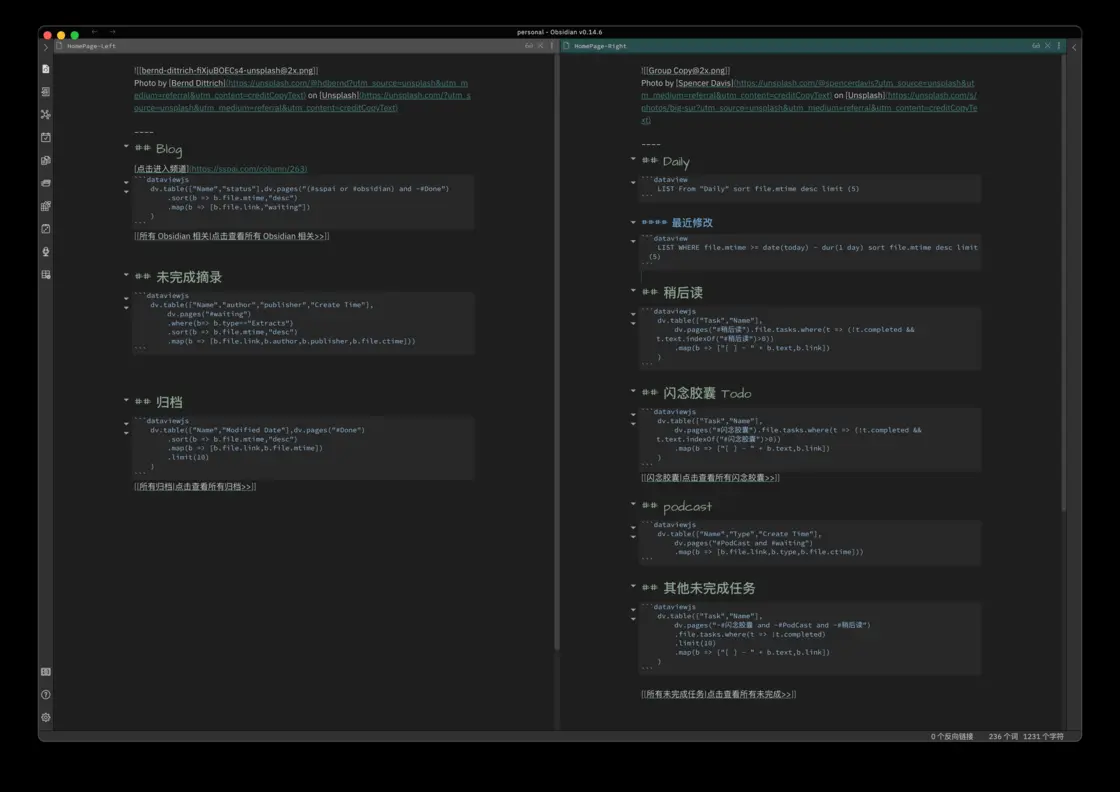 personal - Obsidian v0.14.6
HomePage-Left
![[bernd-dittrich-fiXjuBOECs4-unsplash@2x.png]]
Photo by [Bernd Dittrich](https://unsplash.com/@hdbernd?utm_source=unsplash&utm_m
edium=referral&utm_content=creditCopyText) on [Unsplash](https://unsplash.com/?utm_s
ource=unsplash&utm_medium=referral&utm_content=creditCopyText)
----
## Blog
[点击进入频道](https://sspai.com/column/263)
```dataviewjs
dv.table(["Name","status"],dv.pages("(#sspai or #obsidian) and -#Done")
.sort(b => b.file.mtime,"desc")
.map(b => [b.file.link,"waiting"])
)
```
[[所有 Obsidian 相关|点击查看所有 Obsidian 相关>>]]
## 未完成摘录
```dataviewjs
dv.table(["Name","author","publisher","Create Time"],
dv.pages("#waiting")
.where(b=> b.type=="Extracts")
.sort(b => b.file.mtime,"desc")
.map(b => [b.file.link,b.author,b.publisher,b.file.ctime]))
```
## 归档
```dataviewjs
dv.table(["Name","Modified Date"],dv.pages("#Done")
.sort(b => b.file.mtime,"desc")
.map(b => [b.file.link,b.file.mtime])
.limit(10)
)
```
[[所有归档|点击查看所有归档>>]]
HomePage-Right
![[Group Copy@2x.png]]
Photo by [Spencer Davis](https://unsplash.com/@spencerdavis?utm_source=unsplash&ut
m_medium=referral&utm_content=creditCopyText) on [Unsplash](https://unsplash.com/s/
photos/big-sur?utm_source=unsplash&utm_medium=referral&utm_content=creditCopyTe
xt)
----
## Daily
```dataview
LIST From "Daily" sort file.mtime desc limit (5)
```
#### 最近修改
```dataview
LIST WHERE file.mtime >= date(today) - dur(1 day) sort file.mtime desc limit
(5)
```
## 稍后读
```dataviewjs
dv.table(["Task","Name"],
dv.pages("#稍后读").file.tasks.where(t => (!t.completed &&
t.text.indexOf("#稍后读")>0))
.map(b => ["[ ] - " + b.text,b.link])
)
```
## 闪念胶囊 Todo
```dataviewjs
dv.table(["Task","Name"],
dv.pages("#闪念胶囊").file.tasks.where(t => (!t.completed &&
t.text.indexOf("#闪念胶囊")>0))
.map(b => ["[ ] - " + b.text,b.link])
)
```
[[闪念胶囊|点击查看所有闪念胶囊>>]]
## podcast
```dataviewjs
dv.table(["Name","Type","Create Time"],
dv.pages("#PodCast and #waiting")
.map(b => [b.file.link,b.type,b.file.ctime]))
```
## 其他未完成任务
```dataviewjs
dv.table(["Task","Name"],
dv.pages("-#闪念胶囊 and -#PodCast and -#稍后读")
.file.tasks.where(t => !t.completed)
.limit(10)
.map(b => ["[ ] - " + b.text,b.link])
)
```
[[所有未完成任务|点击查看所有未完成>>]]
0 个反向链接 236 个词 1231 个字符